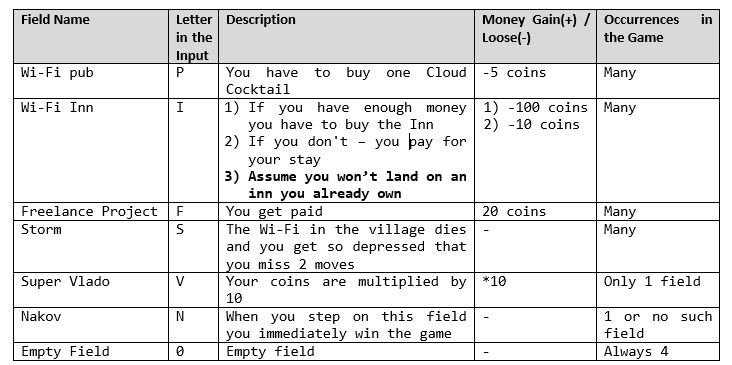 Field Name Letter in the Input Description Money Gain(+) / Loose(-) Occurrences in the Game
Wi-Fi pub P You have to buy one Cloud Cocktail -5 coins Many
Wi-Fi Inn I 1) If you have enough money you have to buy the Inn 2) If you don't – you pay for your stay 3) Assume you won't land on an inn you already own 1) -100 coins 2) -10 coins Many
Freelance Project F You get paid 20 coins Many
Storm S The Wi-Fi in the village dies and you get so depressed that you miss 2 moves - Many
Super Vlado V Your coins are multiplied by 10 *10 Only 1 field
Nakov N When you step on this field you immediately win the game - 1 or no such field
Empty Field 0 Empty field - Always 4